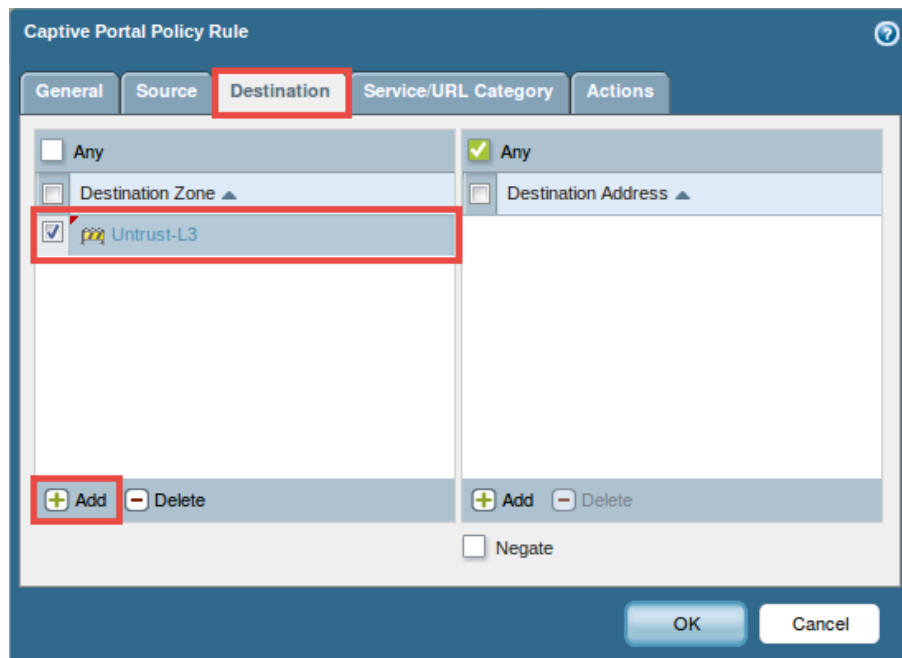 Captive Portal Policy Rule
General Source Destination Service/URL Category Actions
Any
Any
Destination Zone
Destination Address
Untrust-L3
Add Delete
Add Delete
Negate
OK Cancel